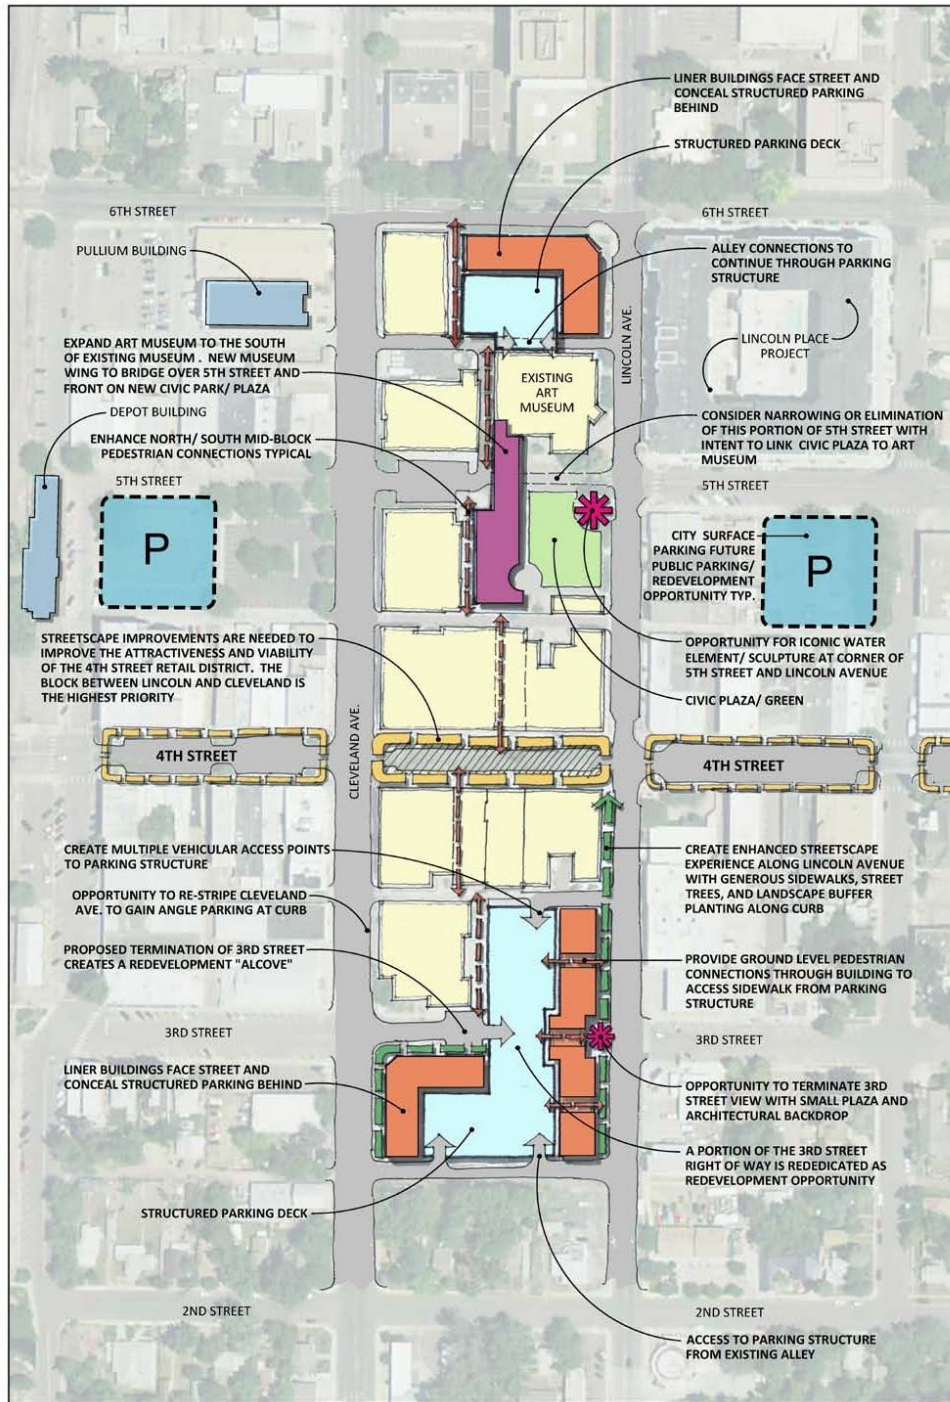 LINER BUILDINGS FACE STREET AND
CONCEAL STRUCTURED PARKING
BEHIND
STRUCTURED PARKING DECK
6TH STREET
6TH STREET
PULLIUM BUILDING
ALLEY CONNECTIONS TO
CONTINUE THROUGH PARKING
STRUCTURE
LINCOLN AVE.
LINCOLN PLACE
PROJECT
EXPAND ART MUSEUM TO THE SOUTH
OF EXISTING MUSEUM . NEW MUSEUM
WING TO BRIDGE OVER 5TH STREET AND
FRONT ON NEW CIVIC PARK/ PLAZA
EXISTING
ART
MUSEUM
DEPOT BUILDING
ENHANCE NORTH/ SOUTH MID-BLOCK
PEDESTRIAN CONNECTIONS TYPICAL
CONSIDER NARROWING OR ELIMINATION
OF THIS PORTION OF 5TH STREET WITH
INTENT TO LINK CIVIC PLAZA TO ART
MUSEUM
5TH STREET
5TH STREET
P
CITY SURFACE
PARKING FUTURE
PUBLIC PARKING/
REDEVELOPMENT
OPPORTUNITY TYP.
P
STREETSCAPE IMPROVEMENTS ARE NEEDED TO
IMPROVE THE ATTRACTIVENESS AND VIABILITY
OF THE 4TH STREET RETAIL DISTRICT. THE
BLOCK BETWEEN LINCOLN AND CLEVELAND IS
THE HIGHEST PRIORITY
OPPORTUNITY FOR ICONIC WATER
ELEMENT/ SCULPTURE AT CORNER OF
5TH STREET AND LINCOLN AVENUE
CIVIC PLAZA/ GREEN
CLEVELAND AVE.
4TH STREET
4TH STREET
CREATE MULTIPLE VEHICULAR ACCESS POINTS
TO PARKING STRUCTURE
CREATE ENHANCED STREETSCAPE
EXPERIENCE ALONG LINCOLN AVENUE
WITH GENEROUS SIDEWALKS, STREET
TREES, AND LANDSCAPE BUFFER
PLANTING ALONG CURB
OPPORTUNITY TO RE-STRIPE CLEVELAND
AVE. TO GAIN ANGLE PARKING AT CURB
PROPOSED TERMINATION OF 3RD STREET
CREATES A REDEVELOPMENT "ALCOVE"
PROVIDE GROUND LEVEL PEDESTRIAN
CONNECTIONS THROUGH BUILDING TO
ACCESS SIDEWALK FROM PARKING
STRUCTURE
3RD STREET
3RD STREET
LINER BUILDINGS FACE STREET AND
CONCEAL STRUCTURED PARKING BEHIND
OPPORTUNITY TO TERMINATE 3RD
STREET VIEW WITH SMALL PLAZA AND
ARCHITECTURAL BACKDROP
A PORTION OF THE 3RD STREET
RIGHT OF WAY IS REDEDICATED AS
REDEVELOPMENT OPPORTUNITY
STRUCTURED PARKING DECK
2ND STREET
2ND STREET
ACCESS TO PARKING STRUCTURE
FROM EXISTING ALLEY